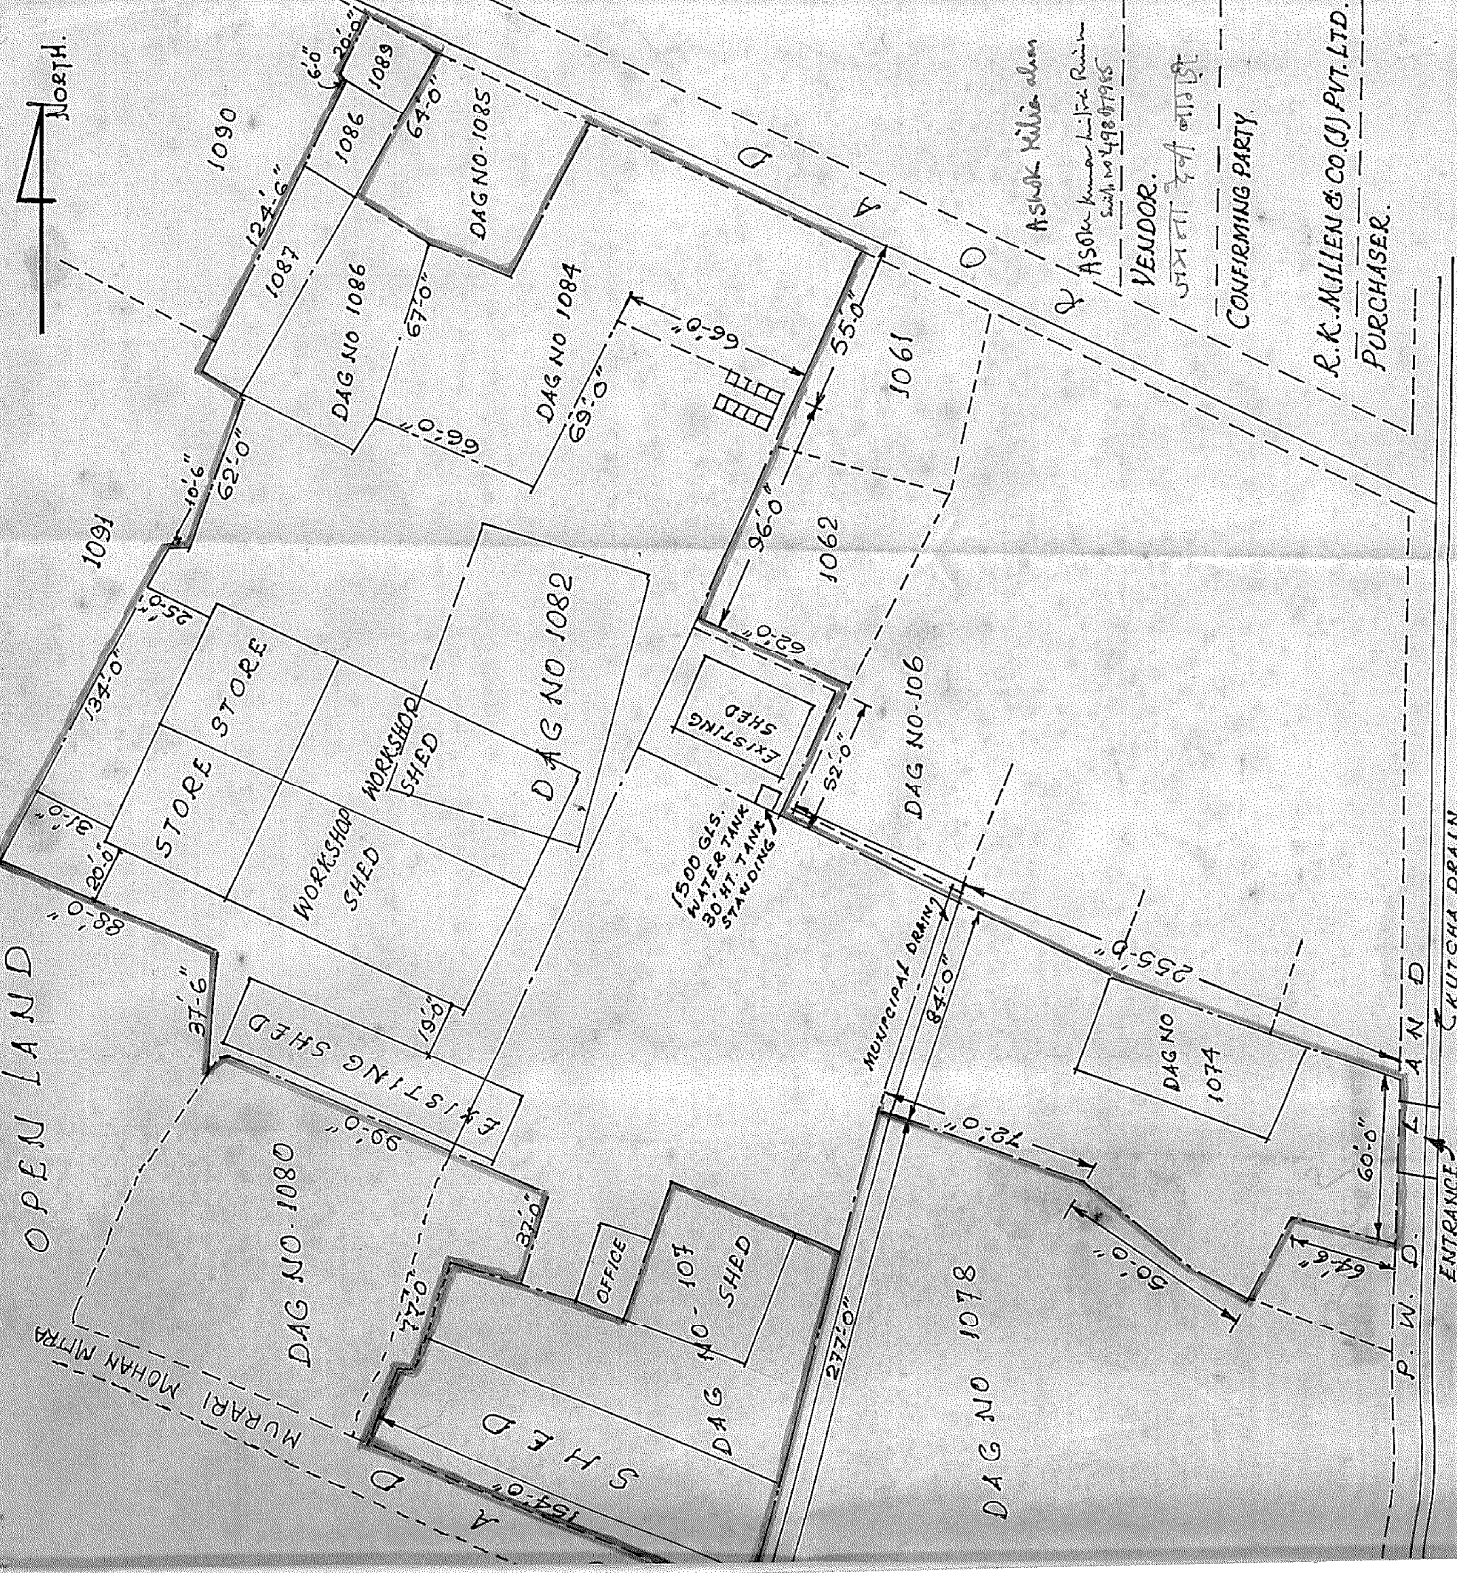 NORTH.
1090
6'-0"
20'-0"
1089
1086
64'-0"
DAG NO-1085
124'-6"
1087
DAG NO 1086
67'-0"
DAG NO 1084
66'-0"
69'-0"
66'-0"
55'-0"
1061
96'-0"
1062
62'-0"
52'-0"
DAG NO-106
1091
10'-6"
62'-0"
25'-0"
134'-0"
31'-0"
20'-0"
88'-0"
37'-6"
STORE
STORE
WORKSHOP
SHED
WORKSHOP
SHED
DAG NO 1082
EXISTING
SHED
1500 GLS.
WATER TANK
30' HT. TANK
STANDING
OPEN LAND
EXISTING SHED
19'-0"
99'-0"
DAG NO-1080
MURARI MOHAN MITRA
37'-0"
77'-0"
OFFICE
SHED
DAG NO-107
SHED
154'-0"
277'-0"
MUNICIPAL DRAIN
84'-0"
72'-0"
255'-0"
DAG NO
1074
60'-0"
64'-6"
50'-0"
DAG NO 1078
P. W. D. LAND
ENTRANCE
KUTCHA DRAIN
ROAD
Ashok
Ashoke Kumar
VENDOR.
CONFIRMING PARTY
R.K. MILLEN & CO.(I) PVT. LTD.
PURCHASER.